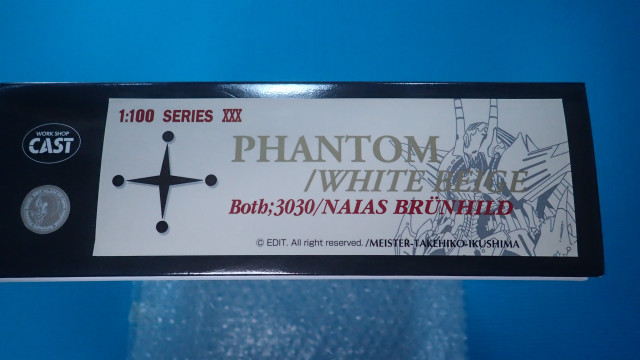 WORK SHOP
CAST
1:100 SERIES XXX
PHANTOM
/WHITE BEIGE
Both;3030/NAIAS BRÜNHILD
© EDIT. All right reserved. /MEISTER-TAKEHIKO-IKUSHIMA